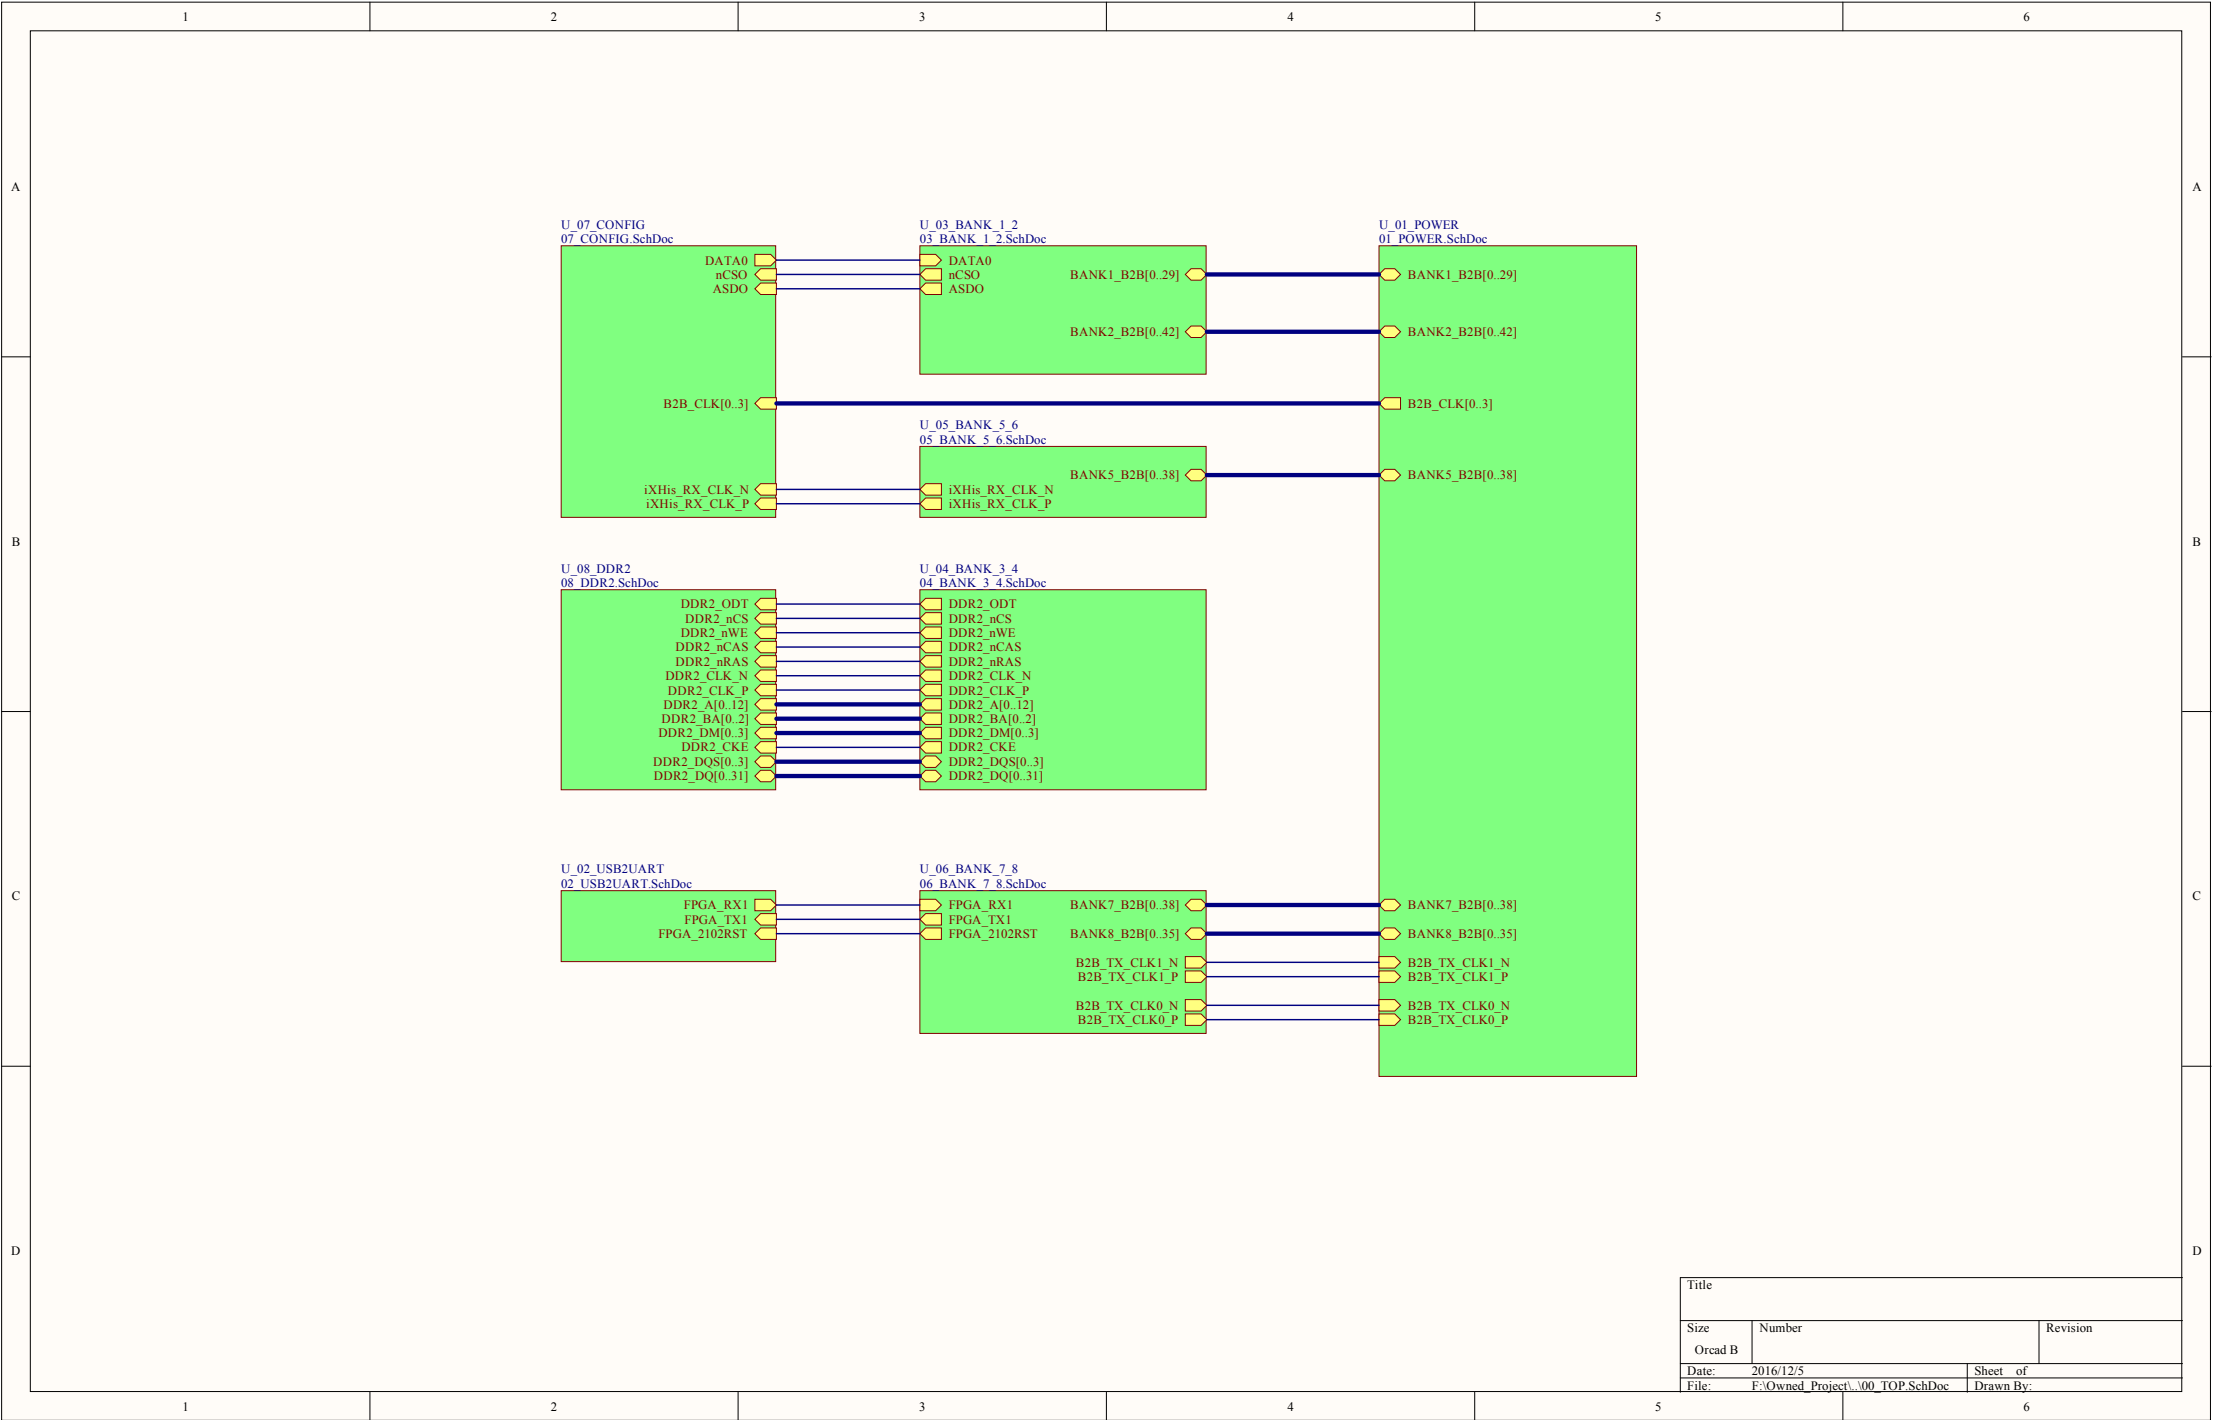 1 2 3 4 5 6
A A
U_07_CONFIG
07_CONFIG.SchDoc
DATA0
nCSO
ASDO
B2B_CLK[0..3]
iXHis_RX_CLK_N
iXHis_RX_CLK_P
U_03_BANK_1_2
03_BANK_1_2.SchDoc
DATA0
nCSO
ASDO
BANK1_B2B[0..29]
BANK2_B2B[0..42]
U_01_POWER
01_POWER.SchDoc
BANK1_B2B[0..29]
BANK2_B2B[0..42]
B2B_CLK[0..3]
BANK5_B2B[0..38]
BANK7_B2B[0..38]
BANK8_B2B[0..35]
B2B_TX_CLK1_N
B2B_TX_CLK1_P
B2B_TX_CLK0_N
B2B_TX_CLK0_P
U_05_BANK_5_6
05_BANK_5_6.SchDoc
BANK5_B2B[0..38]
iXHis_RX_CLK_N
iXHis_RX_CLK_P
B B
U_08_DDR2
08_DDR2.SchDoc
DDR2_ODT
DDR2_nCS
DDR2_nWE
DDR2_nCAS
DDR2_nRAS
DDR2_CLK_N
DDR2_CLK_P
DDR2_A[0..12]
DDR2_BA[0..2]
DDR2_DM[0..3]
DDR2_CKE
DDR2_DQS[0..3]
DDR2_DQ[0..31]
U_04_BANK_3_4
04_BANK_3_4.SchDoc
DDR2_ODT
DDR2_nCS
DDR2_nWE
DDR2_nCAS
DDR2_nRAS
DDR2_CLK_N
DDR2_CLK_P
DDR2_A[0..12]
DDR2_BA[0..2]
DDR2_DM[0..3]
DDR2_CKE
DDR2_DQS[0..3]
DDR2_DQ[0..31]
C C
U_02_USB2UART
02_USB2UART.SchDoc
FPGA_RX1
FPGA_TX1
FPGA_2102RST
U_06_BANK_7_8
06_BANK_7_8.SchDoc
FPGA_RX1
FPGA_TX1
FPGA_2102RST
BANK7_B2B[0..38]
BANK8_B2B[0..35]
B2B_TX_CLK1_N
B2B_TX_CLK1_P
B2B_TX_CLK0_N
B2B_TX_CLK0_P
D D
Title
Size Number Revision
Orcad B
Date: 2016/12/5 Sheet of
File: F:\Owned_Project\..\00_TOP.SchDoc Drawn By:
1 2 3 4 5 6